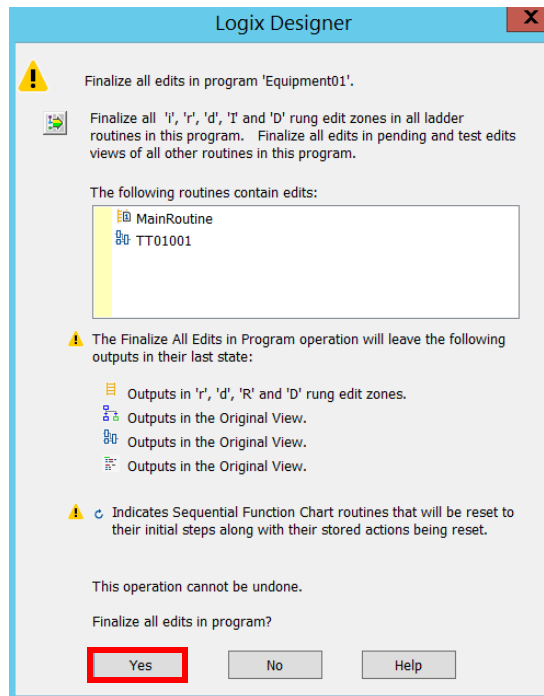 Logix Designer
X
Finalize all edits in program 'Equipment01'.
Finalize all 'i', 'r', 'd', 'I' and 'D' rung edit zones in all ladder
routines in this program. Finalize all edits in pending and test edits
views of all other routines in this program.
The following routines contain edits:
MainRoutine
TT01001
The Finalize All Edits in Program operation will leave the following
outputs in their last state:
Outputs in 'r', 'd', 'R' and 'D' rung edit zones.
Outputs in the Original View.
Outputs in the Original View.
Outputs in the Original View.
Indicates Sequential Function Chart routines that will be reset to
their initial steps along with their stored actions being reset.
This operation cannot be undone.
Finalize all edits in program?
Yes No Help